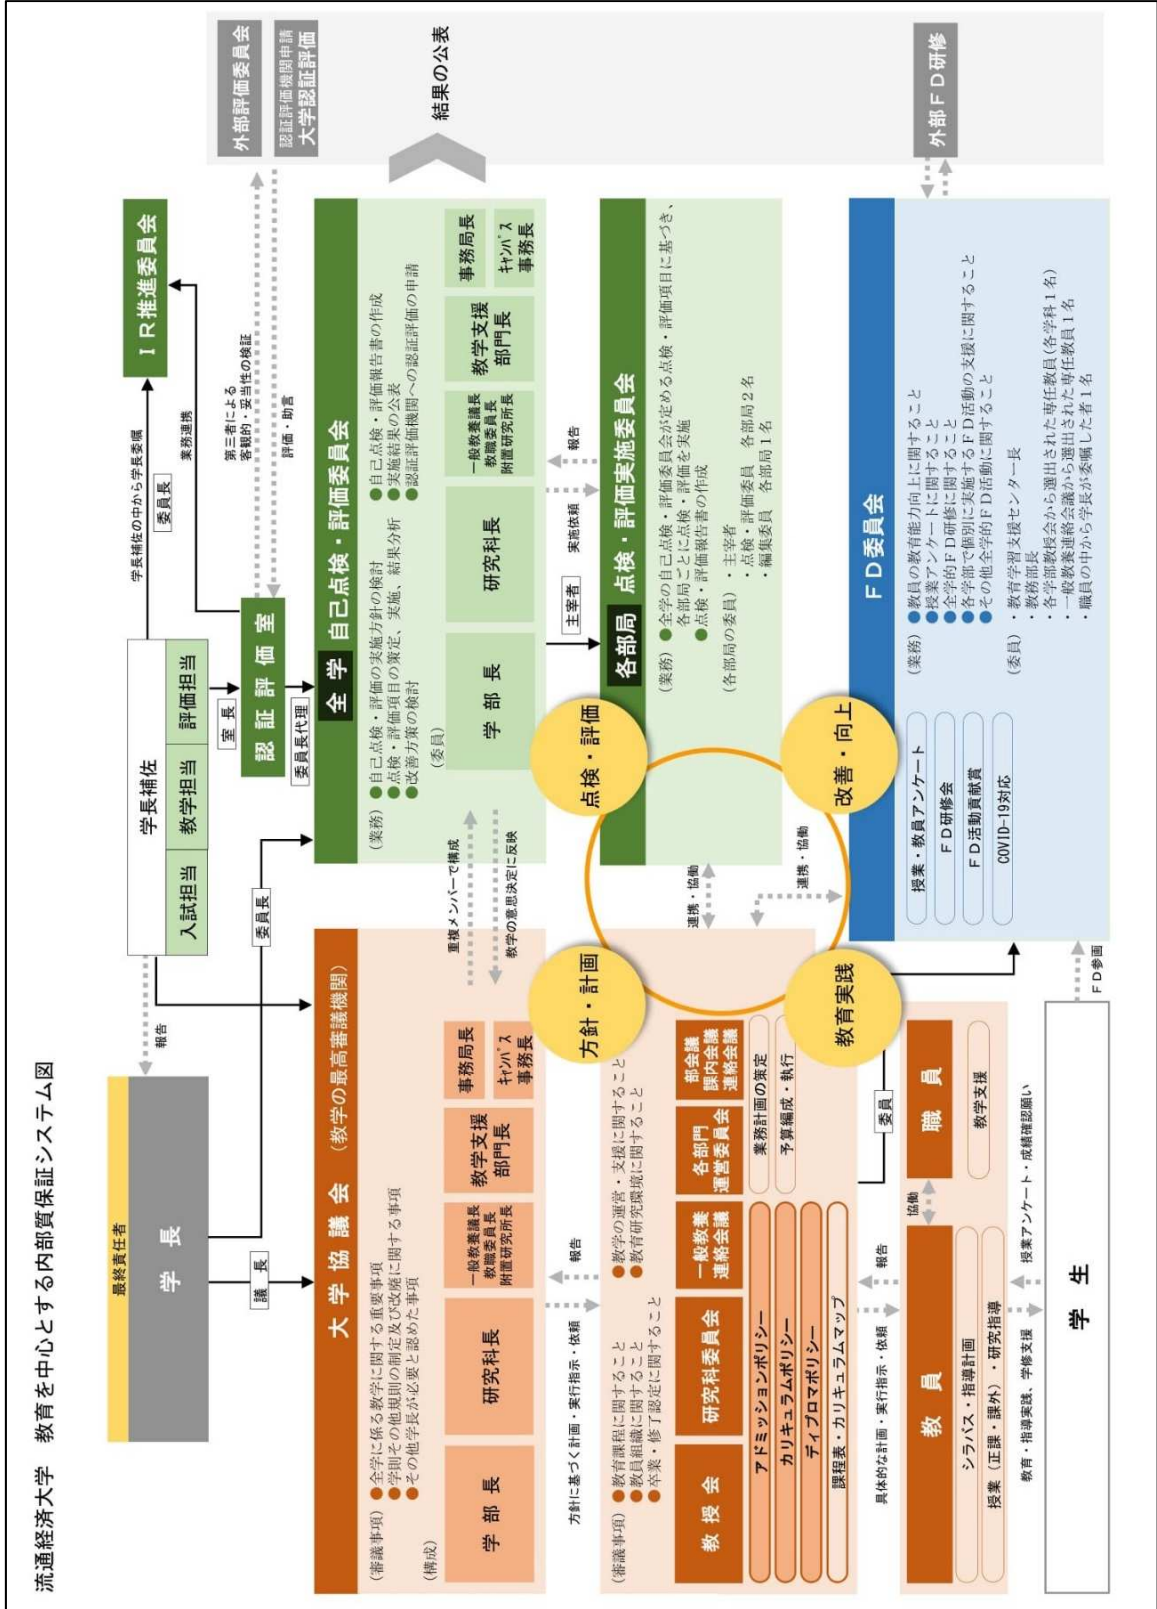 流通経済大学 教育を中心とする内部質保証システム図
最終責任者
学長
報告
学長補佐
入試担当
教学担当
評価担当
学長補佐の中から学長委嘱
委員長
ＩＲ推進委員会
業務連携
室長
認証評価室
委員長代理
第三者による
客観的・妥当性の検証
評価・助言
外部評価委員会
認証評価機関申請
大学認証評価
結果の公表
議長
委員長
大学協議会 （教学の最高審議機関）
（審議事項）
●全学に係る教学に関する重要事項
●学則その他規則の制定及び改廃に関する事項
●その他学長が必要と認めた事項
（構成）
学部長
研究科長
一般教養議長
教職委員長
附置研究所長
教学支援
部門長
事務局長
ｷｬﾝﾊﾟｽ
事務長
重複メンバーで構成
教学の意思決定に反映
全学 自己点検・評価委員会
（業務）
●自己点検・評価の実施方針の検討
●点検・評価項目の策定、実施、結果分析
●改善方策の検討
●自己点検・評価報告書の作成
●実施結果の公表
●認証評価機関への認証評価の申請
（委員）
学部長
研究科長
一般教養議長
教職委員長
附置研究所長
教学支援
部門長
事務局長
ｷｬﾝﾊﾟｽ
事務長
方針に基づく計画・実行指示・依頼
報告
主宰者
実施依頼
報告
方針・計画
点検・評価
教育実践
改善・向上
（審議事項）
●教育課程に関すること
●教員組織に関すること
●卒業・修了認定に関すること
●教学の運営・支援に関すること
●教育研究環境に関すること
教授会
研究科委員会
一般教養
連絡会議
各部門
運営委員会
部会議
課内会議
連絡会議
アドミッションポリシー
カリキュラムポリシー
ディプロマポリシー
課程表・カリキュラムマップ
業務計画の策定
予算編成・執行
連携・協働
連携・協働
各部局 点検・評価実施委員会
（業務）
●全学の自己点検・評価委員会が定める点検・評価項目に基づき、
各部局ごとに点検・評価を実施
●点検・評価報告書の作成
（各部局の委員）
・主宰者
・点検・評価委員 各部局２名
・編集委員 各部局１名
具体的な計画・実行指示・依頼
報告
委員
教員
シラバス・指導計画
授業（正課・課外）・研究指導
協働
職員
教学支援
教育・指導実践、学修支援
授業アンケート・成績確認願い
学生
ＦＤ参画
ＦＤ委員会
授業・教員アンケート
ＦＤ研修会
ＦＤ活動貢献賞
COVID-19対応
（業務）
●教員の教育能力向上に関すること
●授業アンケートに関すること
●全学的ＦＤ研修に関すること
●各学部で個別に実施するＦＤ活動の支援に関すること
●その他全学的ＦＤ活動に関すること
（委員）
・教育学習支援センター長
・教務部長
・各学部教授会から選出された専任教員（各学科１名）
・一般教養連絡会議から選出された専任教員１名
・職員の中から学長が委嘱した者１名
外部ＦＤ研修